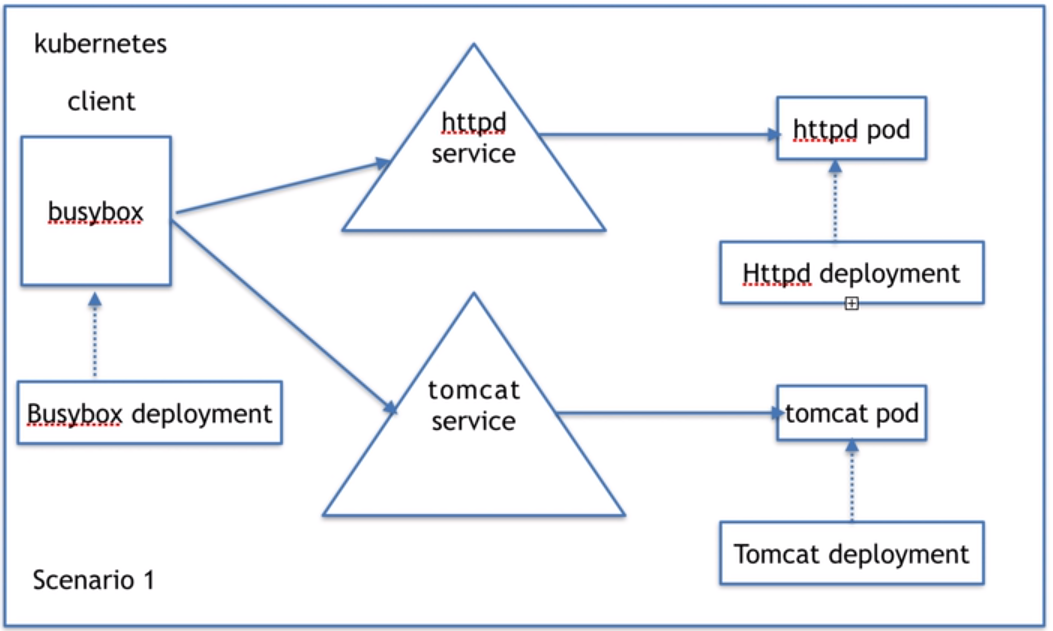 kubernetes
client
busybox
Busybox deployment
httpd
service
httpd pod
Httpd deployment
tomcat
service
tomcat pod
Tomcat deployment
Scenario 1